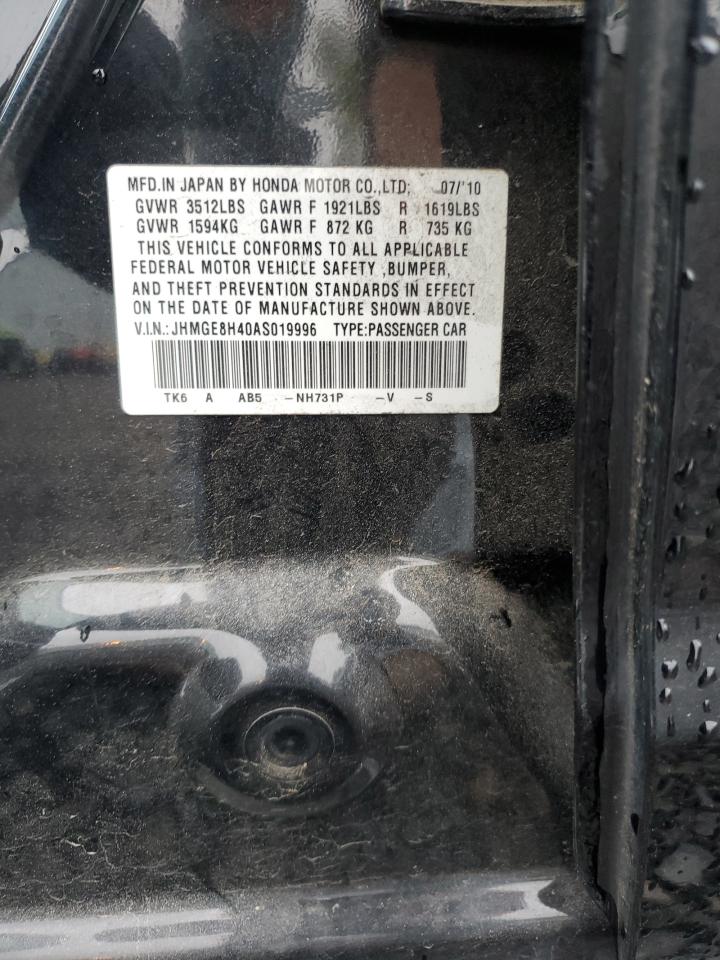 MFD.IN JAPAN BY HONDA MOTOR CO.,LTD; 07/'10
GVWR 3512LBS GAWR F 1921LBS R 1619LBS
GVWR 1594KG GAWR F 872 KG R 735 KG
THIS VEHICLE CONFORMS TO ALL APPLICABLE
FEDERAL MOTOR VEHICLE SAFETY ,BUMPER,
AND THEFT PREVENTION STANDARDS IN EFFECT
ON THE DATE OF MANUFACTURE SHOWN ABOVE.
V.I.N.:JHMGE8H40AS019996 TYPE:PASSENGER CAR
TK6 A AB5 -NH731P -V -S